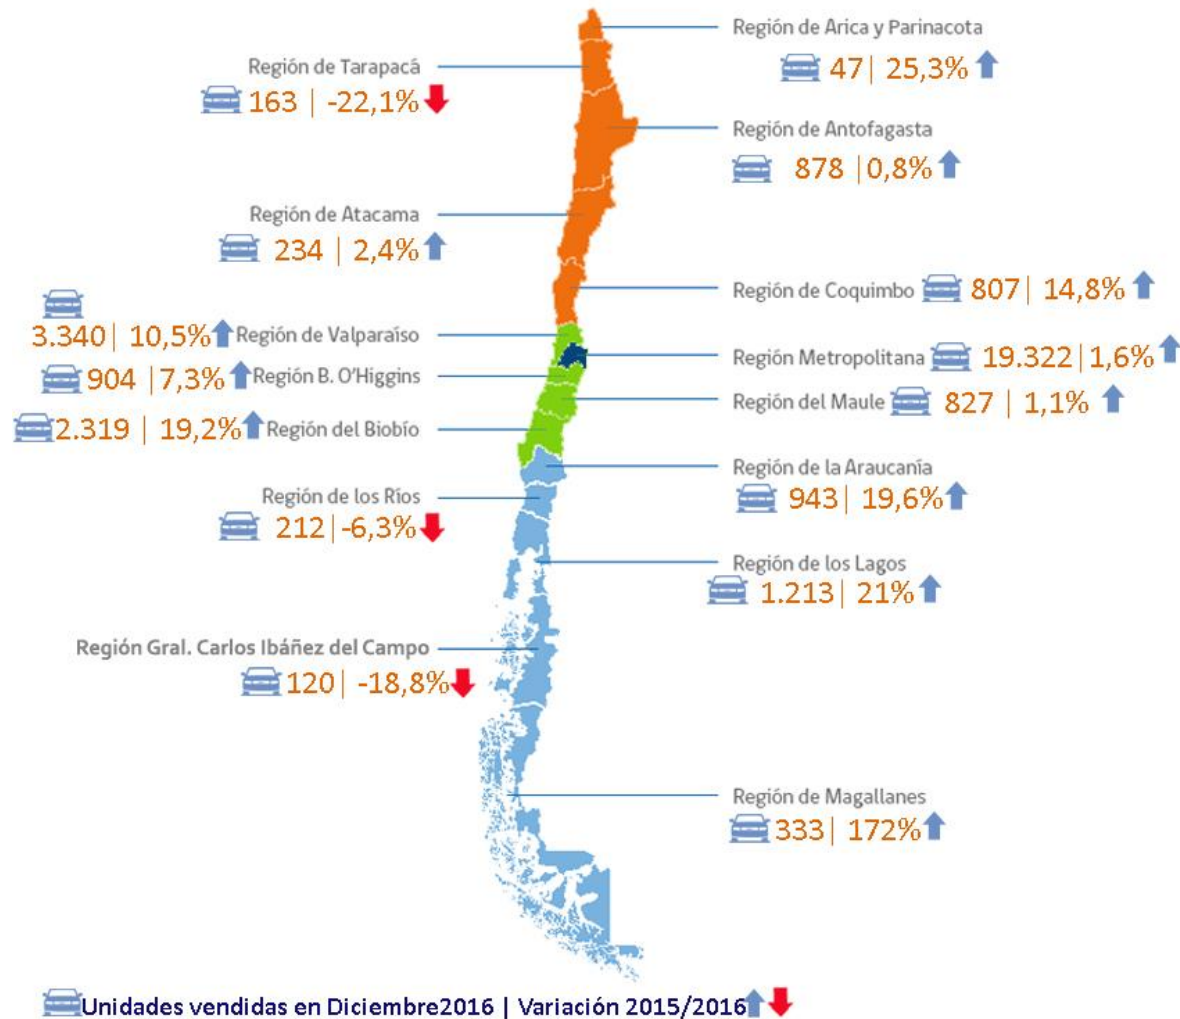 Región de Arica y Parinacota
47| 25,3%
Región de Tarapacá
163 | -22,1%
Región de Antofagasta
878 |0,8%
Región de Atacama
234 | 2,4%
Región de Coquimbo 807| 14,8%
3.340| 10,5% Región de Valparaíso
Región Metropolitana 19.322|1,6%
904 |7,3% Región B. O'Higgins
Región del Maule 827 | 1,1%
2.319 | 19,2% Región del Biobío
Región de la Araucanía
943| 19,6%
Región de los Ríos
212 |-6,3%
Región de los Lagos
1.213| 21%
Región Gral. Carlos Ibáñez del Campo
120| -18,8%
Región de Magallanes
333| 172%
Unidades vendidas en Diciembre2016 | Variación 2015/2016